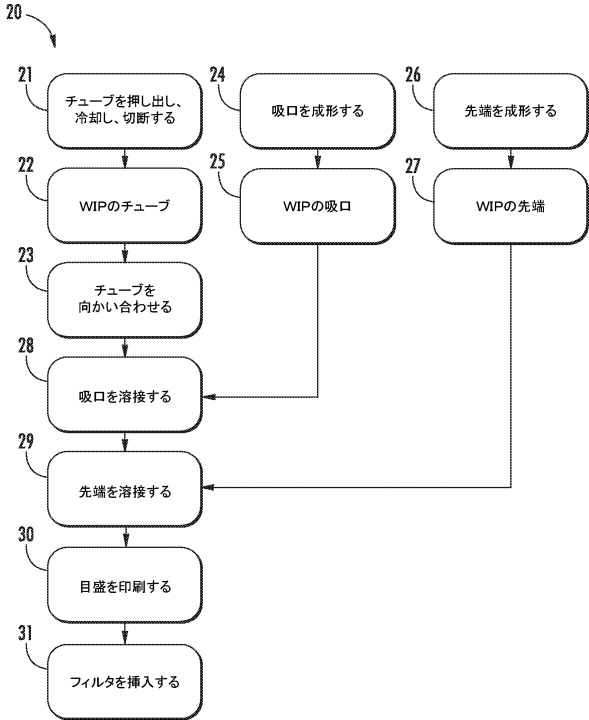 20
21
チューブを押し出し、
冷却し、切断する
24
吸口を成形する
26
先端を成形する
22
WIPのチューブ
25
WIPの吸口
27
WIPの先端
23
チューブを
向かい合わせる
28
吸口を溶接する
29
先端を溶接する
30
目盛を印刷する
31
フィルタを挿入する